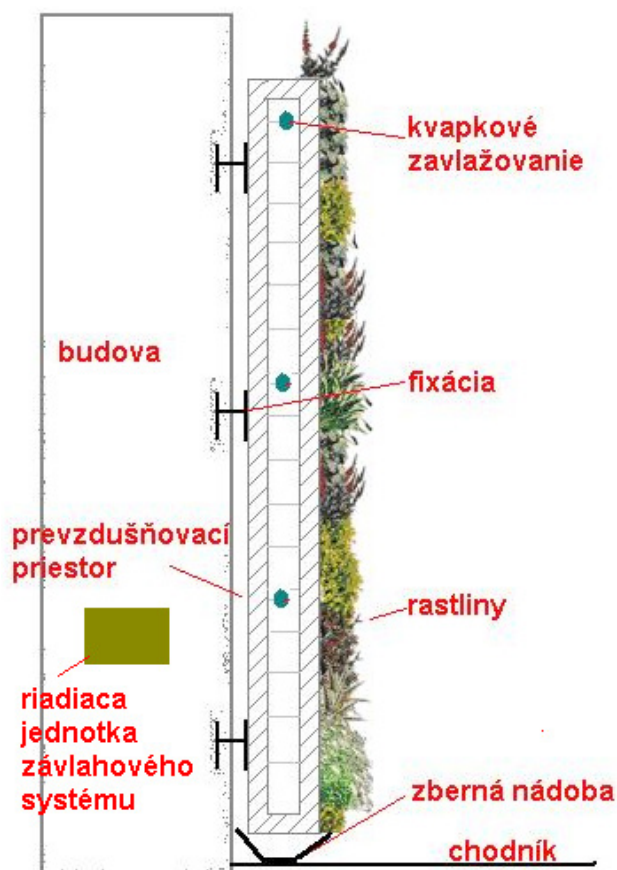 kvapkové
zavlažovanie
budova
fixácia
prevzdušňovací
priestor
rastliny
riadiaca
jednotka
závlahového
systému
zberná nádoba
chodník